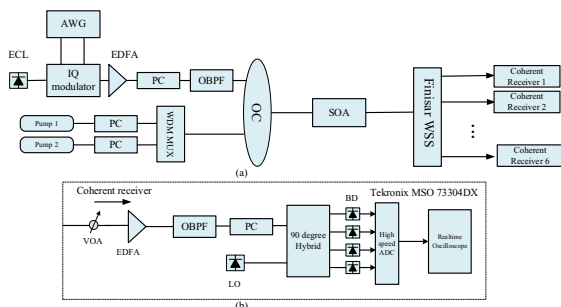 AWG
ECL
EDFA
IQ
modulator
PC
OBPF
Pump 1
PC
Pump 2
PC
WDM MUX
OC
SOA
Finisar WSS
Coherent
Receiver 1
Coherent
Receiver 2
...
Coherent
Receiver 6
(a)
Coherent receiver
Tekronix MSO 73304DX
VOA
EDFA
OBPF
PC
LO
90 degree
Hybrid
BD
High
speed
ADC
Realtime
Oscilloscope
(b)